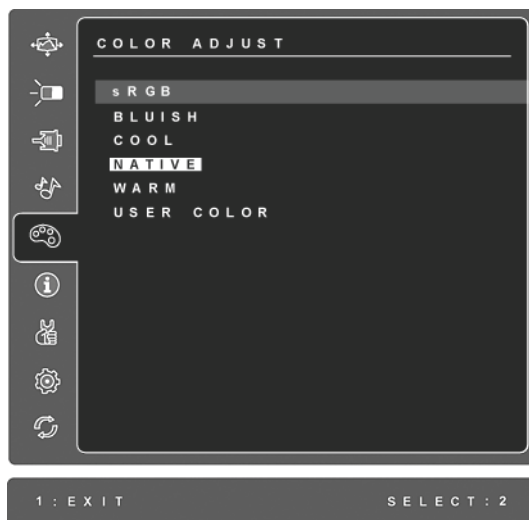 COLOR ADJUST
sRGB
BLUISH
COOL
NATIVE
WARM
USER COLOR
1:EXIT SELECT:2